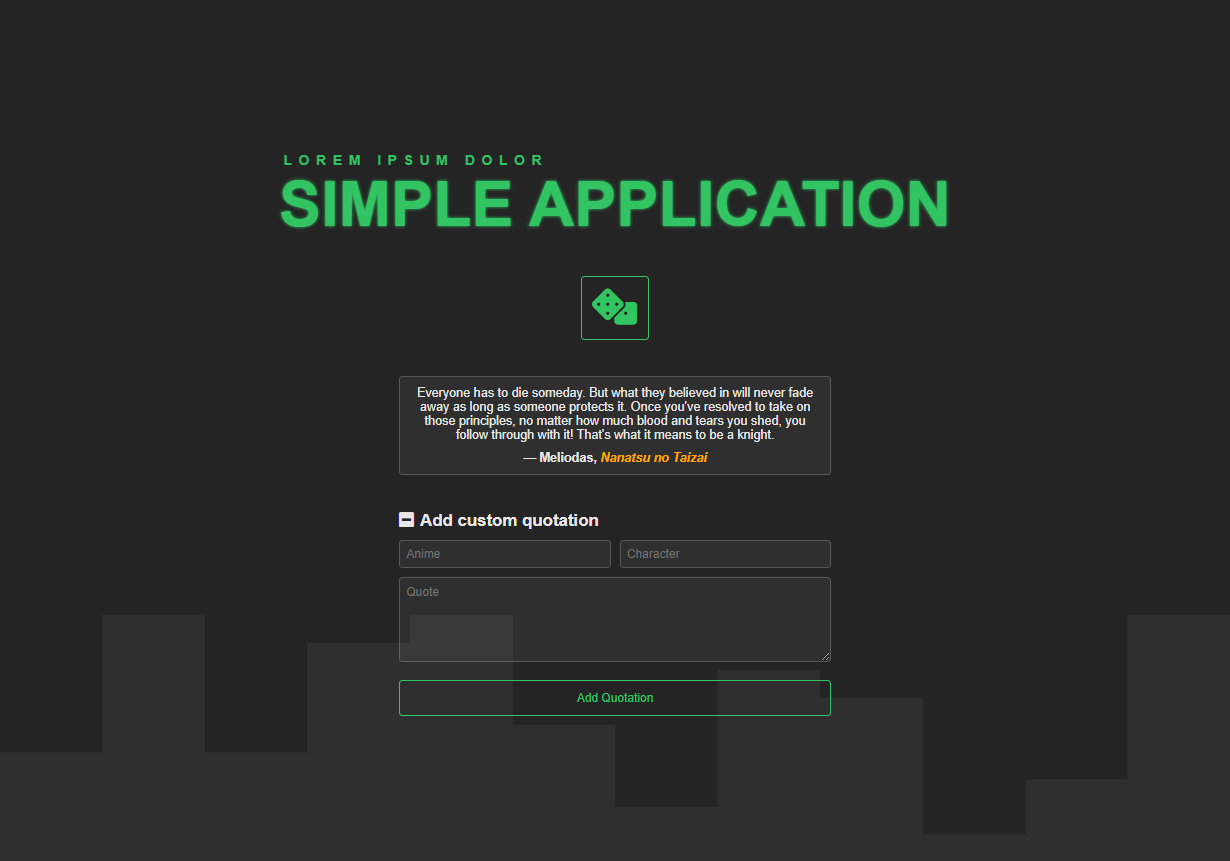 LOREM IPSUM DOLOR
SIMPLE APPLICATION
Everyone has to die someday. But what they believed in will never fade
away as long as someone protects it. Once you've resolved to take on
those principles, no matter how much blood and tears you shed, you
follow through with it! That's what it means to be a knight.
— Meliodas, Nanatsu no Taizai
Add custom quotation
Anime Character
Quote
Add Quotation